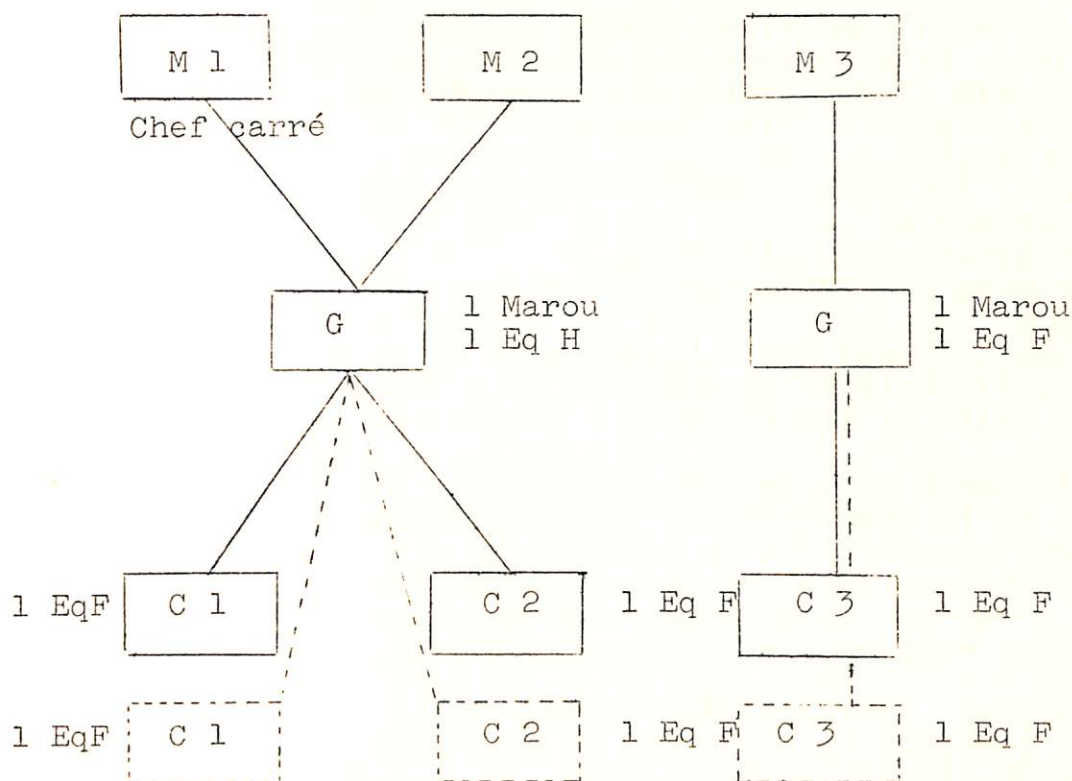 M 1 M 2 M 3
Chef carré
G 1 Marou G 1 Marou
1 Eq H 1 Eq F
1 EqF C 1 C 2 1 Eq F C 3 1 Eq F
1 EqF C 1 C 2 1 Eq F C 3 1 Eq F